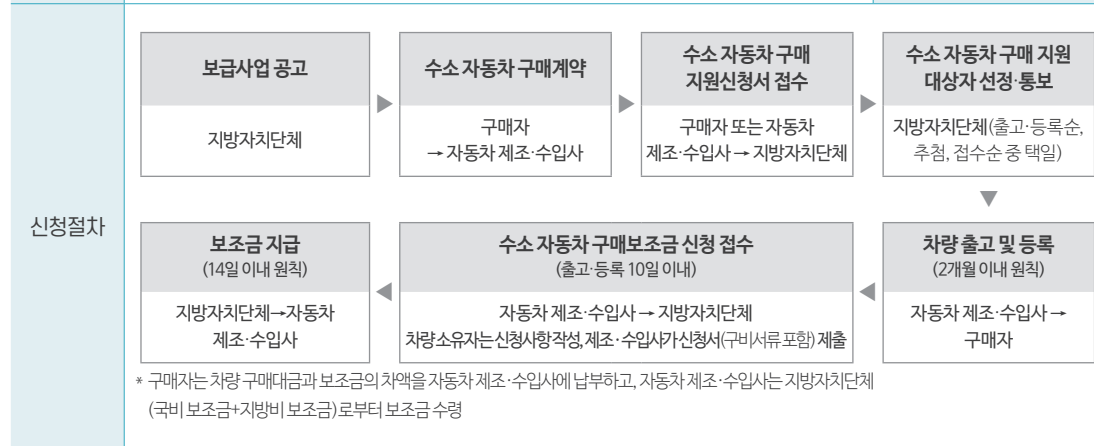 신청절차
보급사업 공고
지방자치단체
수소 자동차 구매계약
구매자
→ 자동차 제조·수입사
수소 자동차 구매
지원신청서 접수
구매자 또는 자동차
제조·수입사 → 지방자치단체
수소 자동차 구매 지원
대상자 선정·통보
지방자치단체(출고·등록순,
추첨, 접수순 중 택일)
차량 출고 및 등록
(2개월 이내 원칙)
자동차 제조·수입사 →
구매자
수소 자동차 구매보조금 신청 접수
(출고·등록 10일 이내)
자동차 제조·수입사 → 지방자치단체
차량 소유자는 신청사항 작성, 제조·수입사가 신청서(구비서류 포함) 제출
보조금 지급
(14일 이내 원칙)
지방자치단체→자동차
제조·수입사
* 구매자는 차량 구매대금과 보조금의 차액을 자동차 제조·수입사에 납부하고, 자동차 제조·수입사는 지방자치단체
(국비 보조금+지방비 보조금)로부터 보조금 수령